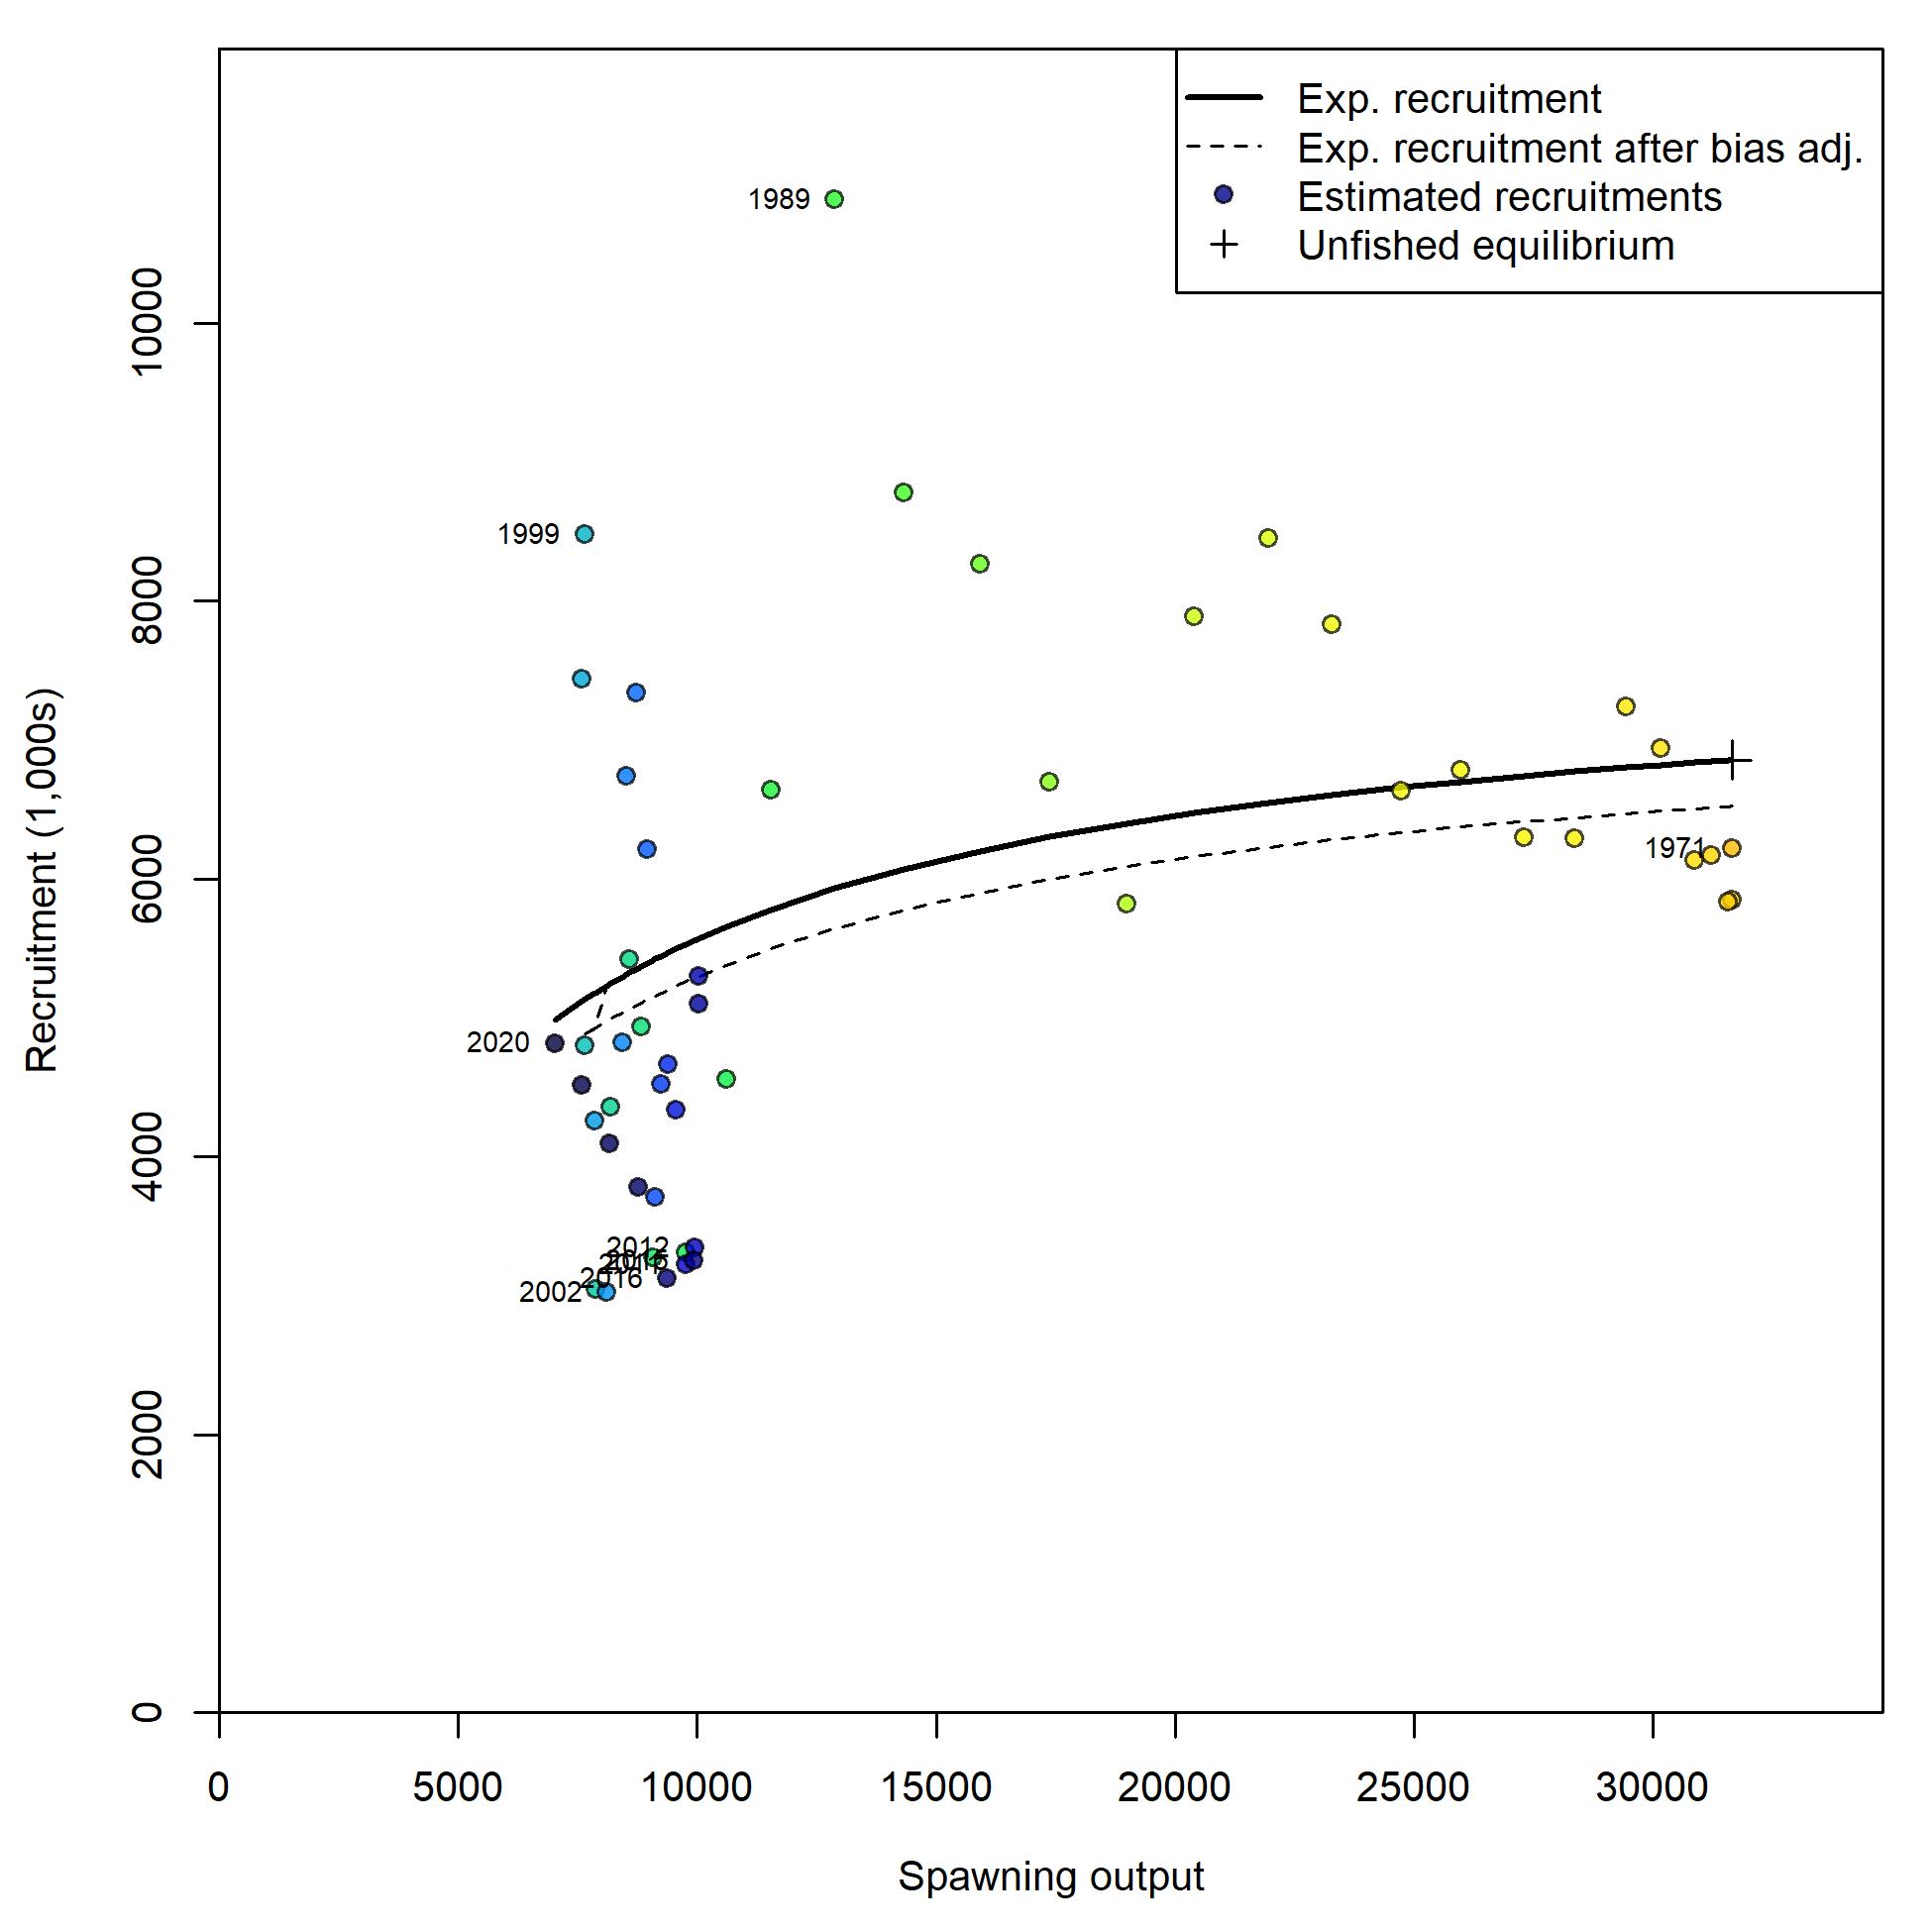 Exp. recruitment
Exp. recruitment after bias adj.
Estimated recruitments
Unfished equilibrium
1989
1999
1971
2020
2012
2016
2002
Recruitment (1,000s)
10000
8000
6000
4000
2000
0
0 5000 10000 15000 20000 25000 30000
Spawning output